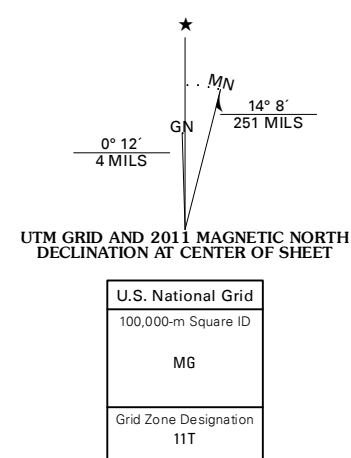 ★
MN
GN
14° 8´
251 MILS
0° 12´
4 MILS
UTM GRID AND 2011 MAGNETIC NORTH
DECLINATION AT CENTER OF SHEET
U.S. National Grid
100,000-m Square ID
MG
Grid Zone Designation
11T